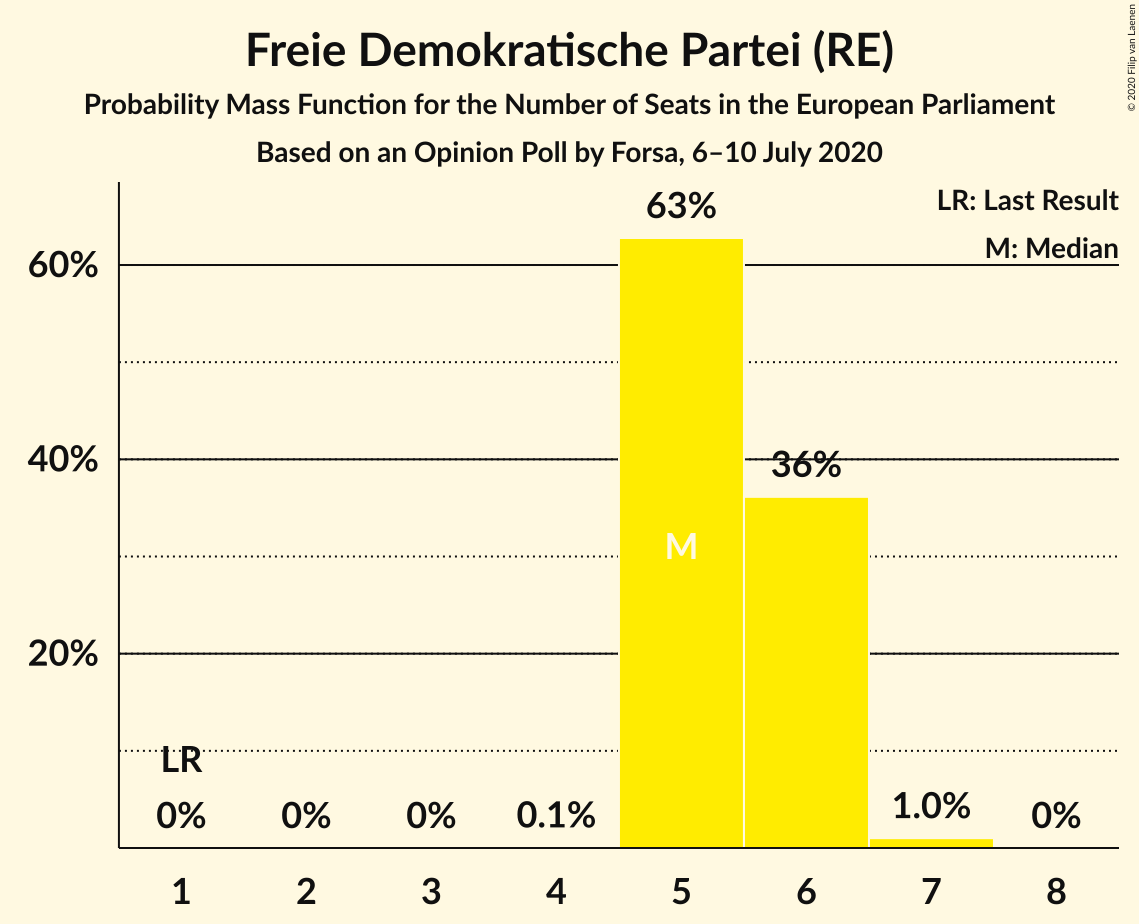 Freie Demokratische Partei (RE)
Probability Mass Function for the Number of Seats in the European Parliament
Based on an Opinion Poll by Forsa, 6–10 July 2020
© 2020 Filip van Laenen
LR: Last Result
M: Median
63%
60%
40%
36%
M
20%
LR
0%
0%
0%
0.1%
1.0%
0%
1
2
3
4
5
6
7
8